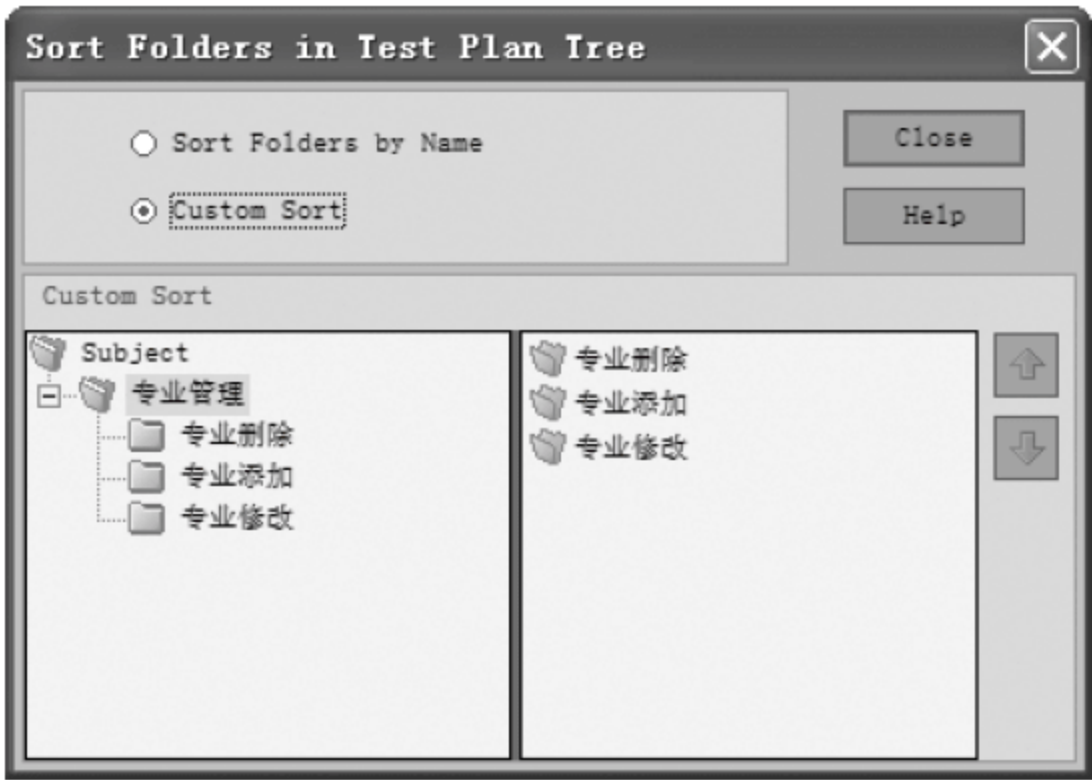 Sort Folders in Test Plan Tree
Sort Folders by Name
Close
Custom Sort
Help
Custom Sort
Subject
专业管理
专业删除
专业添加
专业修改
专业删除
专业添加
专业修改